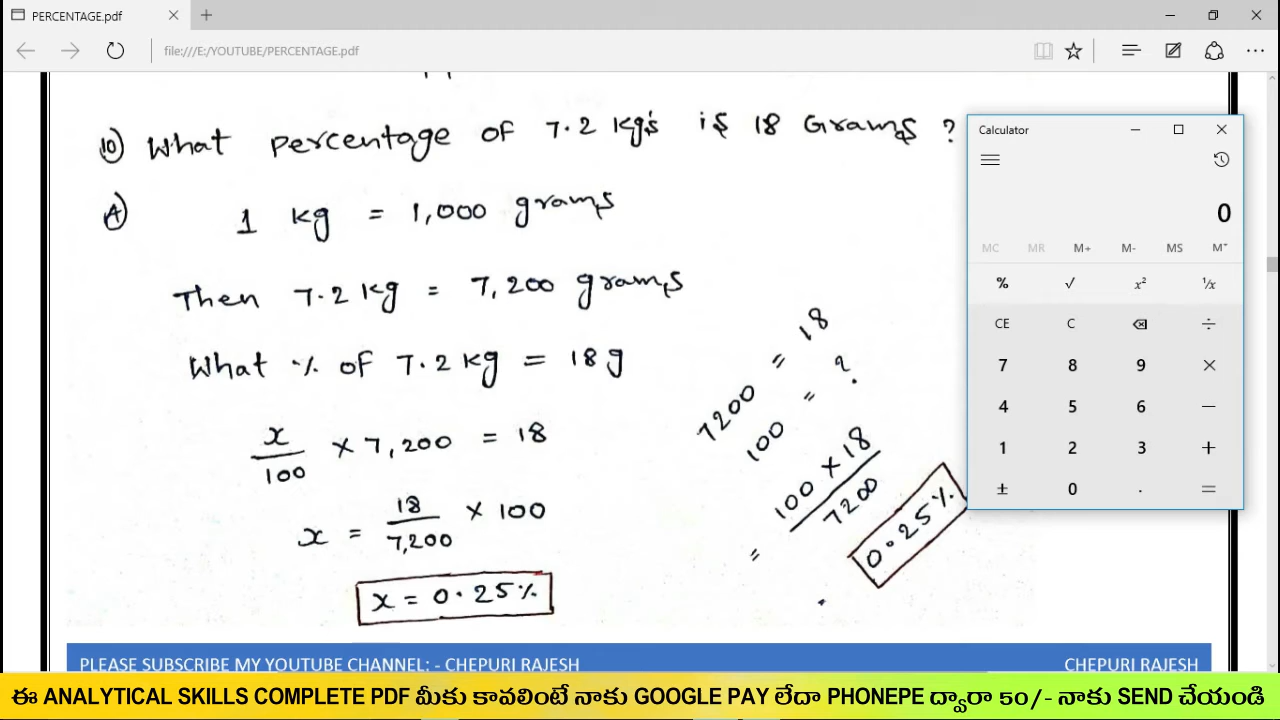 PERCENTAGE.pdf
file:///E:/YOUTUBE/PERCENTAGE.pdf
10) What percentage of 7.2 kg's is 18 Grams ?
A) 1 kg = 1,000 grams
Then 7.2 kg = 7,200 grams
What % of 7.2 kg = 18 g
x/100 × 7,200 = 18
x = 18/7,200 × 100
x = 0.25%
7200 = 18
100 = ?
= 100 × 18 / 7200
0.25%
Calculator
0
MC MR M+ M- MS M+
% √ x² ¹/x
CE C ÷
7 8 9 ×
4 5 6 −
1 2 3 +
± 0 . =
PLEASE SUBSCRIBE MY YOUTUBE CHANNEL: - CHEPURI RAJESH CHEPURI RAJESH
ఈ ANALYTICAL SKILLS COMPLETE PDF మీకు కావలింటే నాకు GOOGLE PAY లేదా PHONEPE ద్వారా 50/- నాకు SEND చేయండి